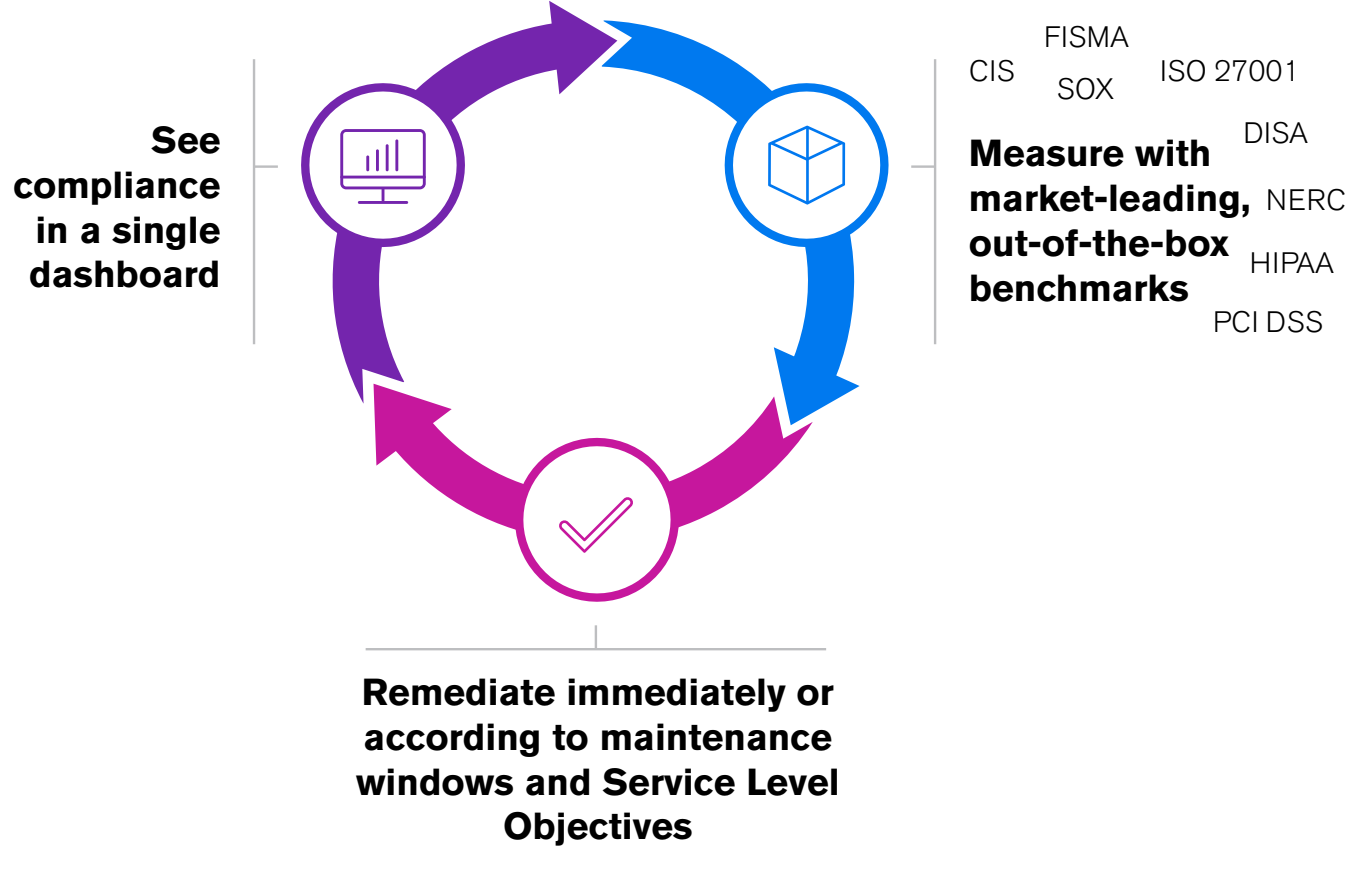 See
compliance
in a single
dashboard
FISMA
CIS
ISO 27001
SOX
DISA
Measure with
market-leading,
NERC
out-of-the-box
HIPAA
benchmarks
PCI DSS
Remediate immediately or
according to maintenance
windows and Service Level
Objectives